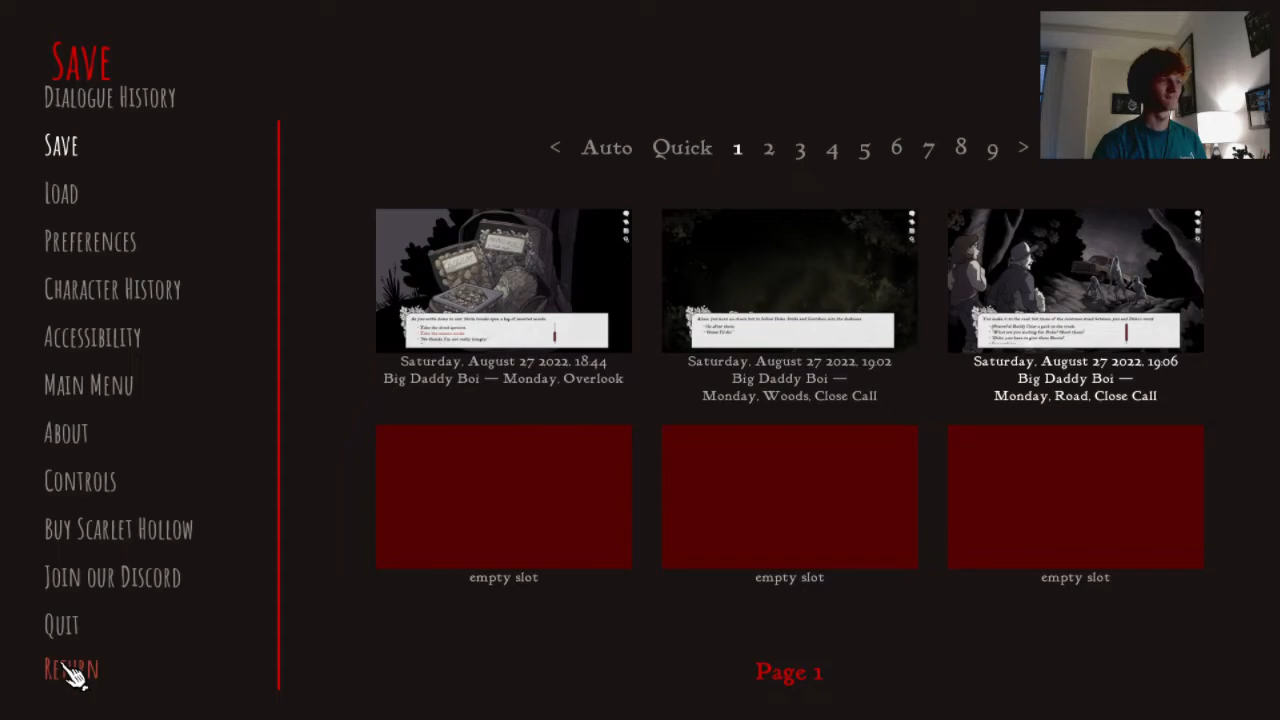 Save
Dialogue History
Save
Load
Preferences
Character History
Accessibility
Main Menu
About
Controls
Buy Scarlet Hollow
Join our Discord
Quit
Return
< Auto Quick 1 2 3 4 5 6 7 8 9 >
Saturday, August 27 2022, 18:44
Big Daddy Boi — Monday, Overlook
Saturday, August 27 2022, 19:02
Big Daddy Boi —
Monday, Woods, Close Call
Saturday, August 27 2022, 19:06
Big Daddy Boi —
Monday, Road, Close Call
empty slot
empty slot
empty slot
Page 1